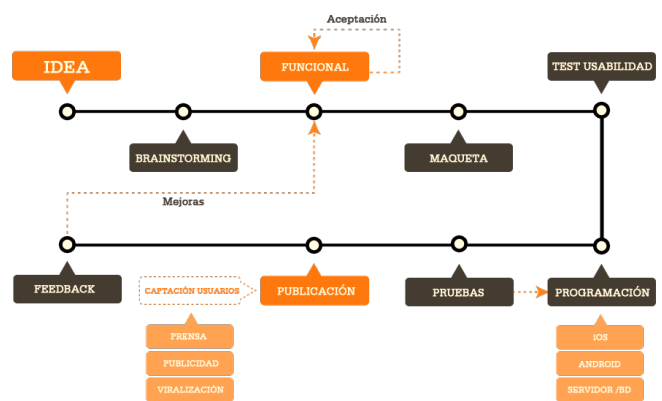 Aceptación
IDEA
FUNCIONAL
TEST USABILIDAD
BRAINSTORMING
MAQUETA
Mejoras
FEEDBACK
CAPTACIÓN USUARIOS
PUBLICACIÓN
PRUEBAS
PROGRAMACIÓN
PRENSA
PUBLICIDAD
VIRALIZACIÓN
iOS
ANDROID
SERVIDOR /BD